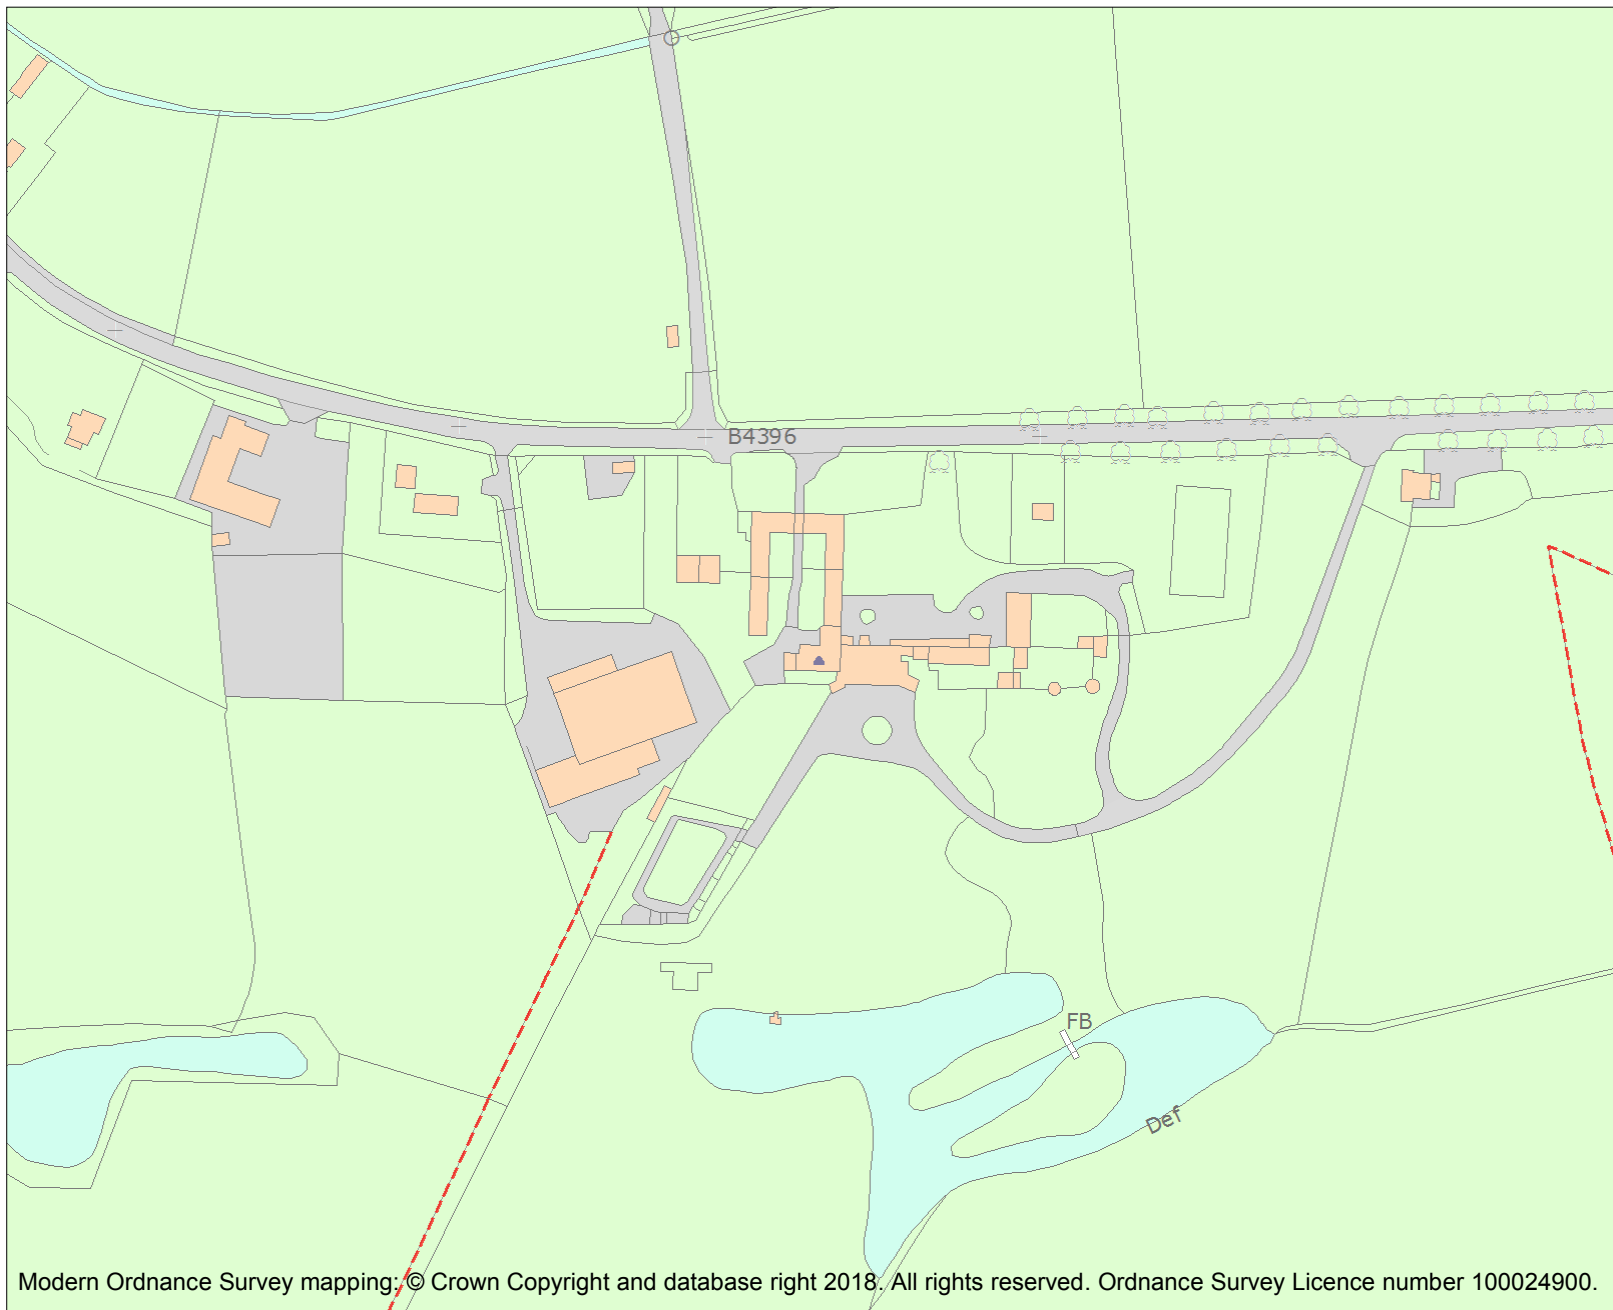 B4396
FB
Def
Modern Ordnance Survey mapping: © Crown Copyright and database right 2018. All rights reserved. Ordnance Survey Licence number 100024900.